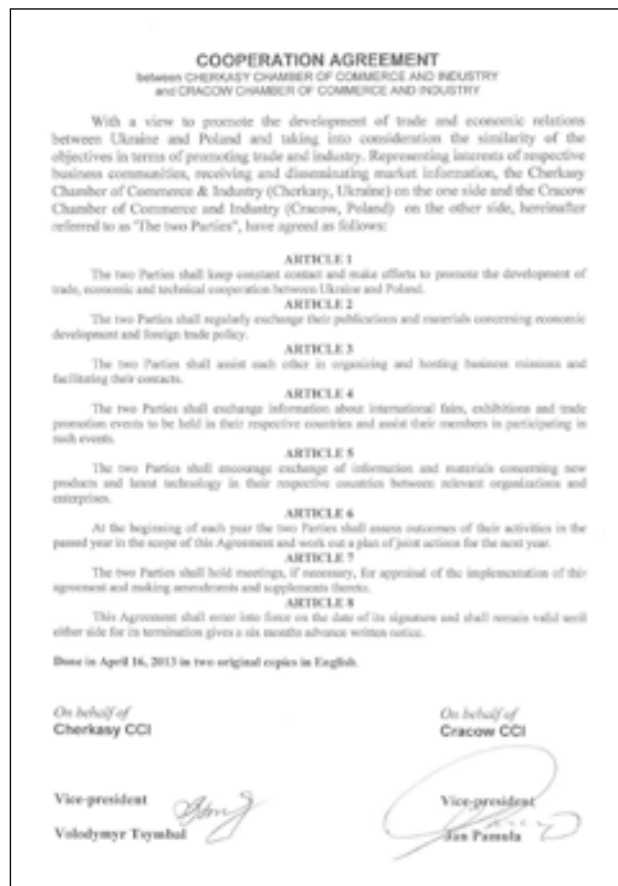 COOPERATION AGREEMENT
between CHERKASY CHAMBER OF COMMERCE AND INDUSTRY
and CRACOW CHAMBER OF COMMERCE AND INDUSTRY
With a view to promote the development of trade and economic relations
between Ukraine and Poland and taking into consideration the similarity of the
objectives in terms of promoting trade and industry. Representing interests of respective
business communities, receiving and disseminating market information, the Cherkasy
Chamber of Commerce & Industry (Cherkasy, Ukraine) on the one side and the Cracow
Chamber of Commerce and Industry (Cracow, Poland) on the other side, hereinafter
referred to as "The two Parties", have agreed as follows:
ARTICLE 1
The two Parties shall keep constant contact and make efforts to promote the development of
trade, economic and technical cooperation between Ukraine and Poland.
ARTICLE 2
The two Parties shall regularly exchange their publications and materials concerning economic
development and foreign trade policy.
ARTICLE 3
The two Parties shall assist each other in organizing and hosting business missions and
facilitating their contacts.
ARTICLE 4
The two Parties shall exchange information about international fairs, exhibitions and trade
promotion events to be held in their respective countries and assist their members in participating in
such events.
ARTICLE 5
The two Parties shall encourage exchange of information and materials concerning new
products and latest technology in their respective countries between relevant organizations and
enterprises.
ARTICLE 6
At the beginning of each year the two Parties shall assess outcomes of their activities in the
passed year in the scope of this Agreement and work out a plan of joint actions for the next year.
ARTICLE 7
The two Parties shall hold meetings, if necessary, for appraisal of the implementation of this
agreement and making amendments and supplements thereto.
ARTICLE 8
This Agreement shall enter into force on the date of its signature and shall remain valid until
either side for its termination gives a six months advance written notice.
Done in April 16, 2013 in two original copies in English.
On behalf of
Cherkasy CCI
On behalf of
Cracow CCI
Vice-president
Volodymyr Tsymbal
Vice-president
Jan Pamula